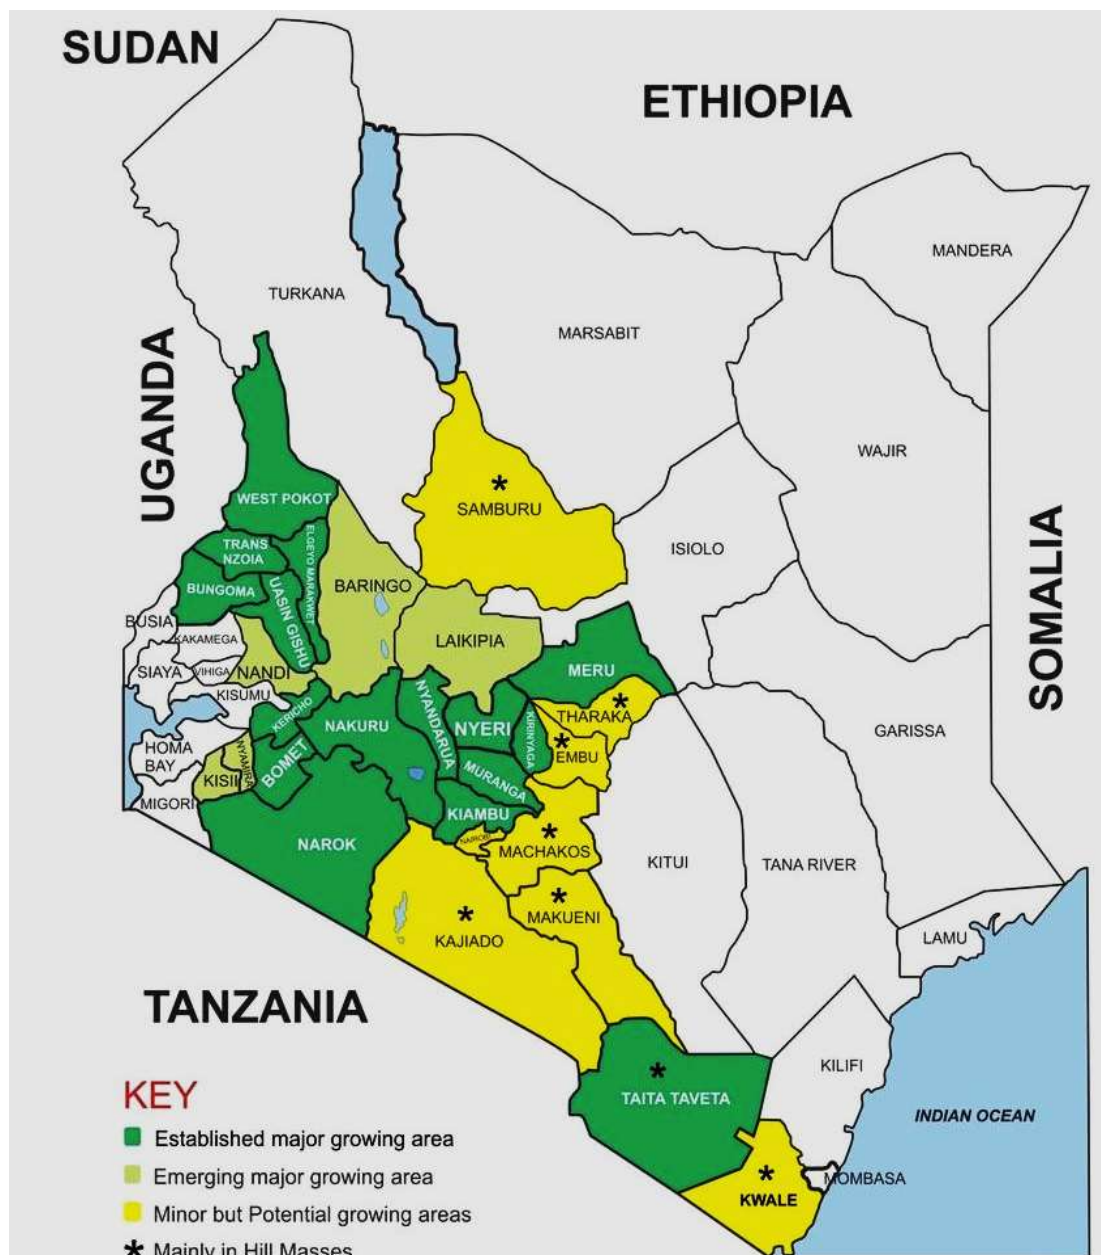 SUDAN
ETHIOPIA
MANDERA
TURKANA
MARSABIT
UGANDA
WAJIR
WEST POKOT
SAMBURU
ISIOLO
SOMALIA
TRANS
NZOIA
ELGEYO MARAKWET
BUNGOMA
UASIN GISHU
BARINGO
BUSIA
KAKAMEGA
LAIKIPIA
SIAYA
VIHIGA
NANDI
MERU
KISUMU
KERICHO
NAKURU
NYANDARUA
NYERI
KIRINYAGA
THARAKA
GARISSA
HOMA
BAY
NYAMIRA
BOMET
EMBU
KISII
MURANGA
MIGORI
KIAMBU
NAROK
NAIROBI
MACHAKOS
KITUI
TANA RIVER
MAKUENI
KAJIADO
LAMU
TANZANIA
KILIFI
TAITA TAVETA
INDIAN OCEAN
MOMBASA
KWALE
KEY
Established major growing area
Emerging major growing area
Minor but Potential growing areas
* Mainly in Hill Masses